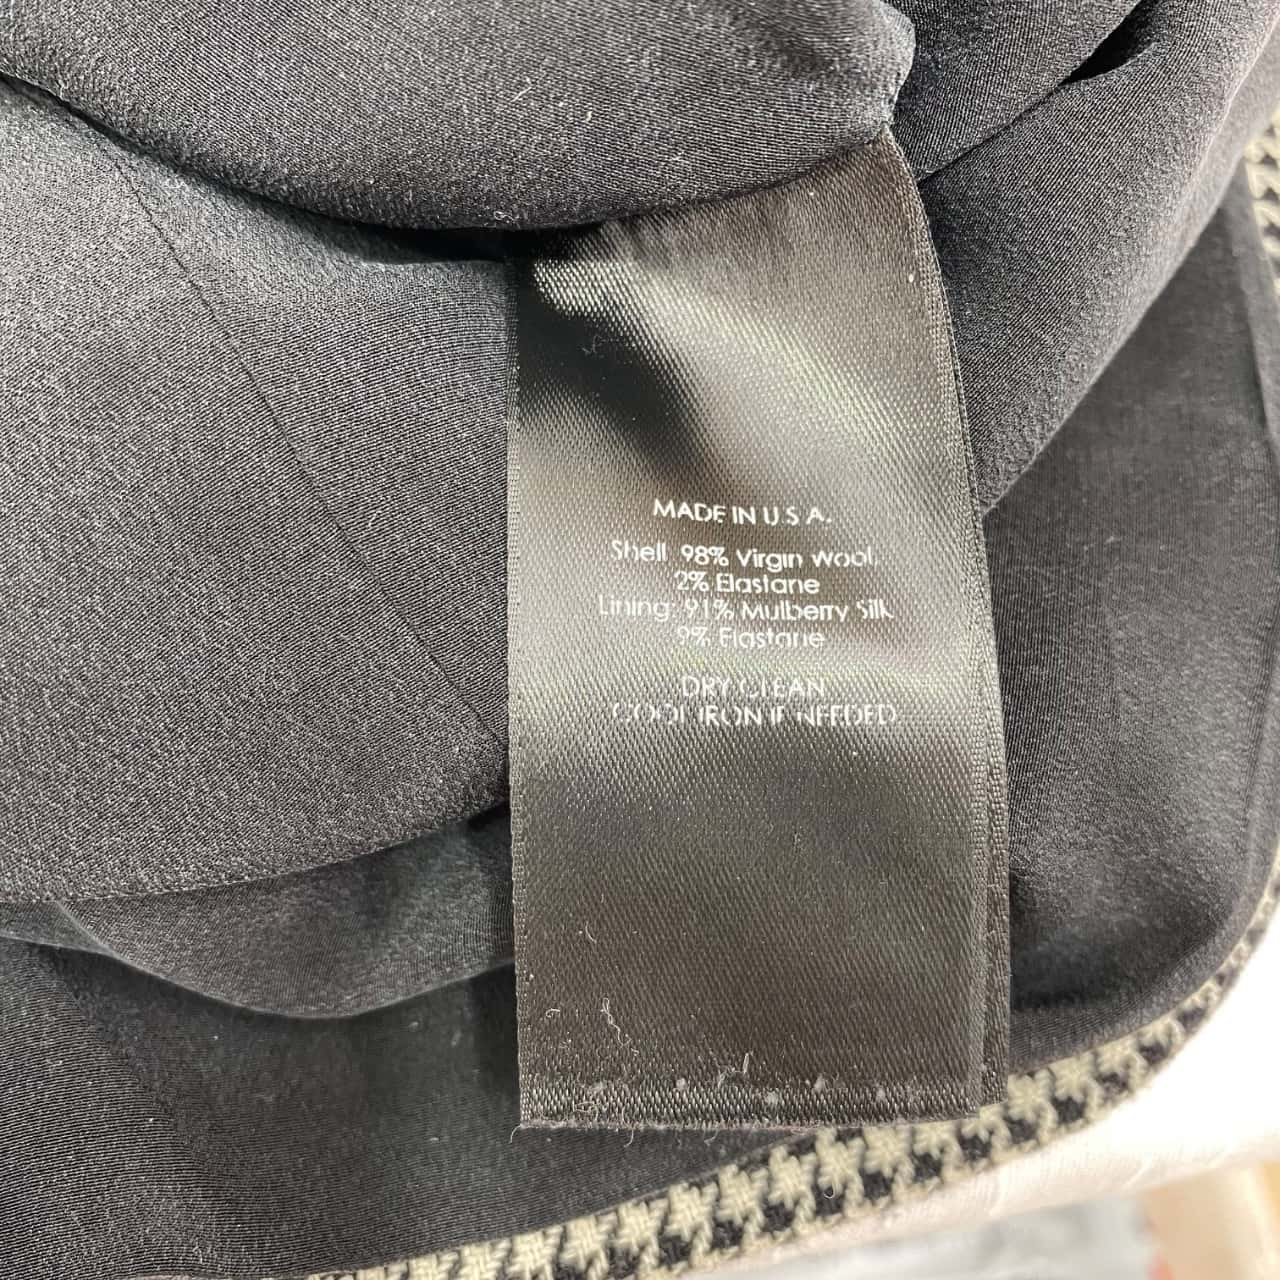 MADE IN U.S.A.
Shell: 98% Virgin Wool,
2% Elastane
Lining: 91% Mulberry Silk
9% Elastane
DRY CLEAN
COOL IRON IF NEEDED